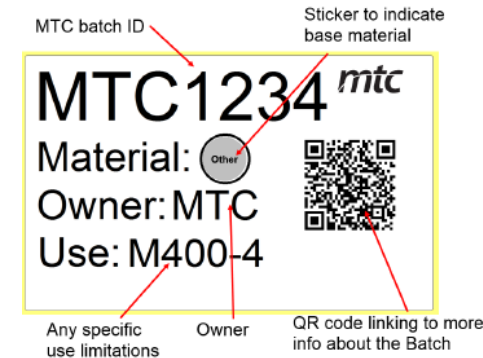 Sticker to indicate
base material
MTC batch ID
MTC1234
mtc
Material: Other
Owner: MTC
Use: M400-4
Any specific
use limitations
Owner
QR code linking to more
info about the Batch